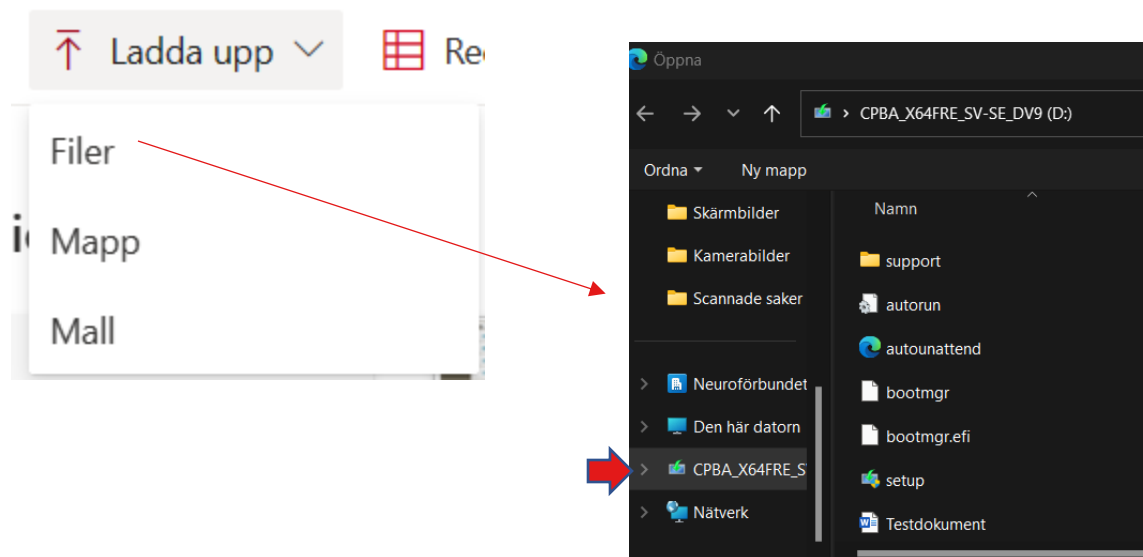 Ladda upp
Filer
Mapp
Mall
Öppna
CPBA_X64FRE_SV-SE_DV9 (D:)
Ordna
Ny mapp
Skärmbilder
Kamerabilder
Scannade saker
Neuroförbundet
Den här datorn
CPBA_X64FRE_S
Nätverk
Namn
support
autorun
autounattend
bootmgr
bootmgr.efi
setup
Testdokument